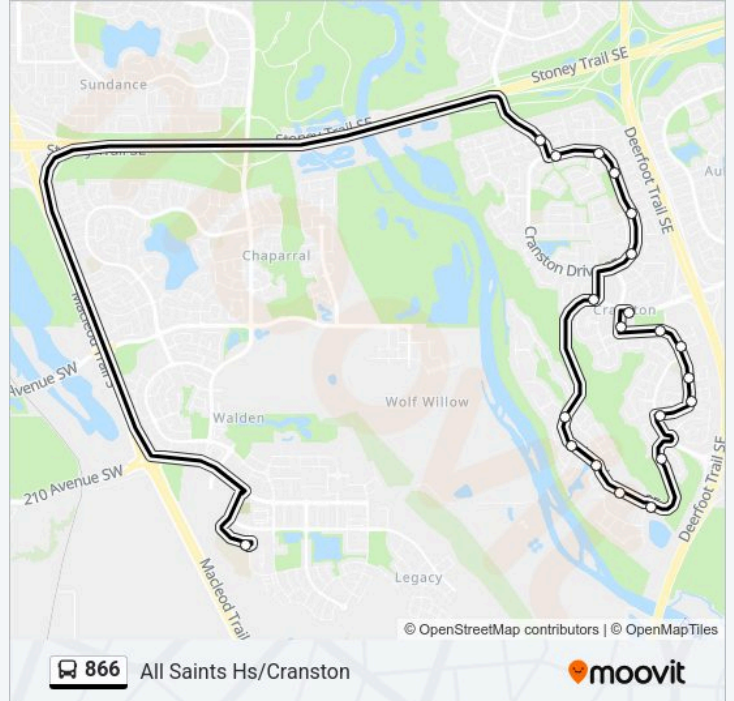 Stoney Trail SE
Sundance
Stoney Trail SE
Deerfoot Trail SE
Chaparral
Cranston Driv
Cranston
Macleod Trail S
Avenue SW
Wolf Willow
Walden
210 Avenue SW
Deerfoot Trail SE
Macleod Trail
Legacy
© OpenStreetMap contributors | © OpenMapTiles
866 All Saints Hs/Cranston
moovit